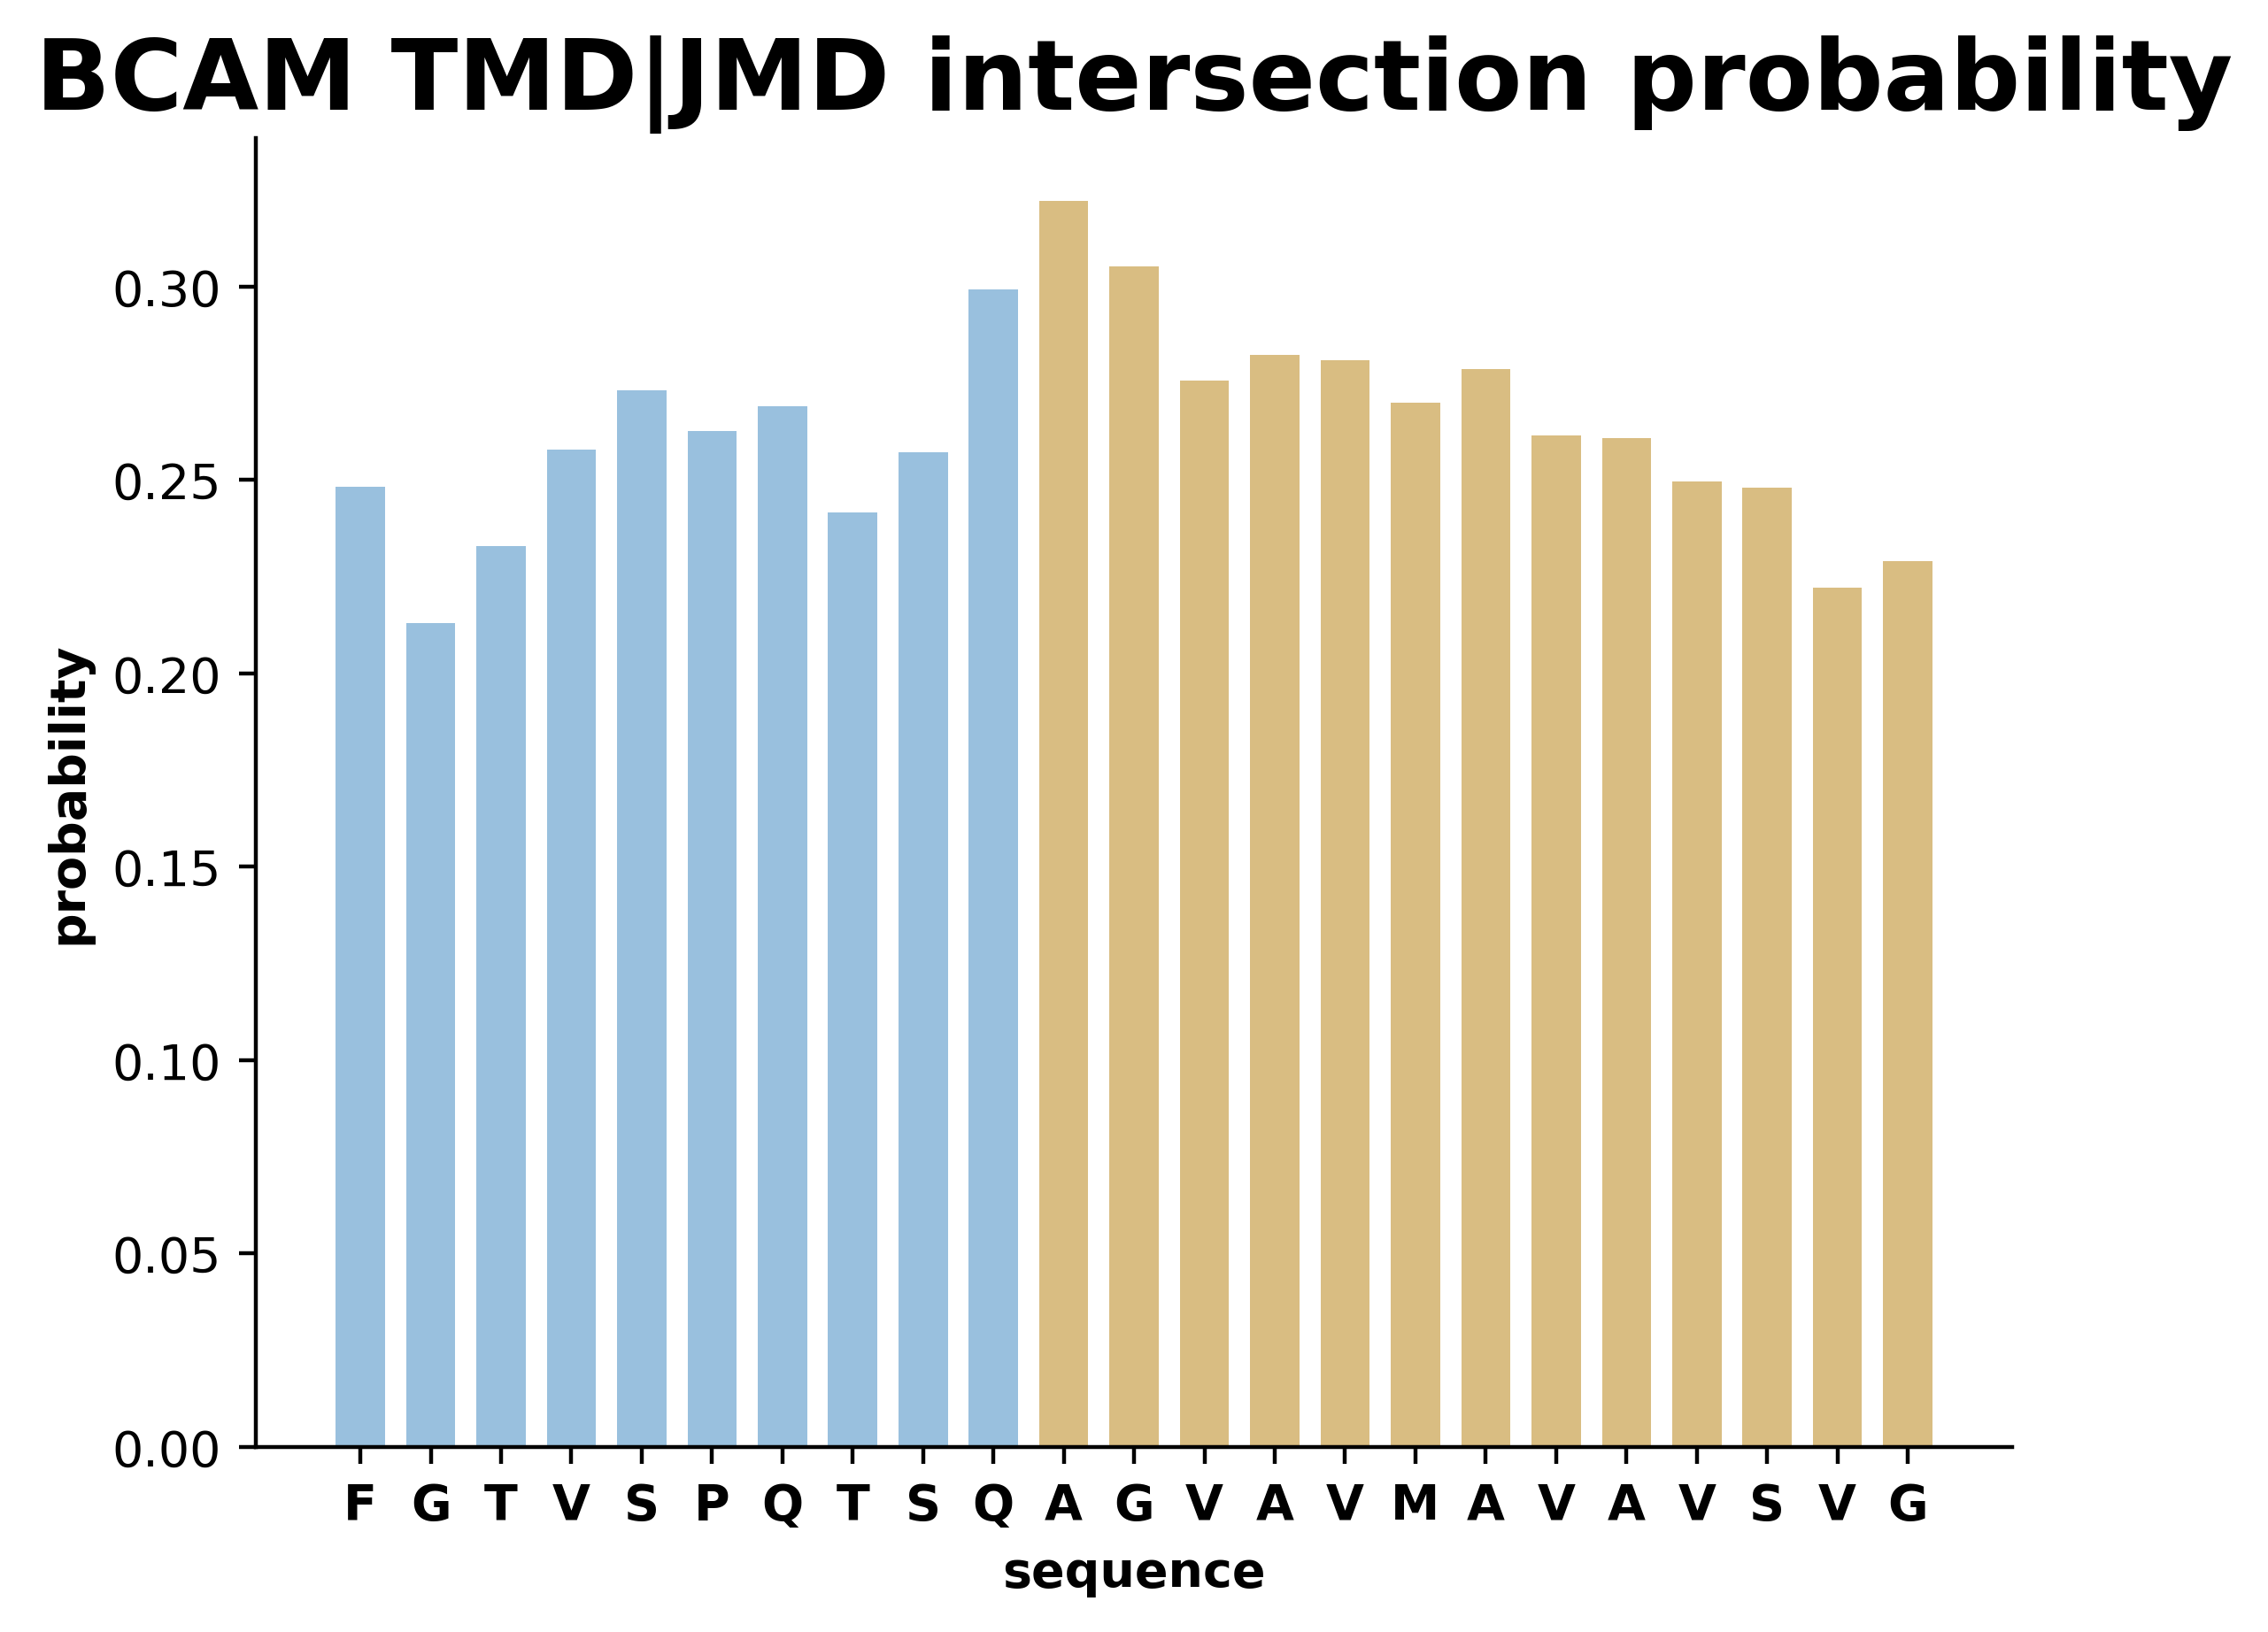 BCAM TMD|JMD intersection probability
0.30
0.25
0.20
0.15
0.10
0.05
0.00
probability
F G T V S P Q T S Q A G V A V M A V A V S V G
sequence